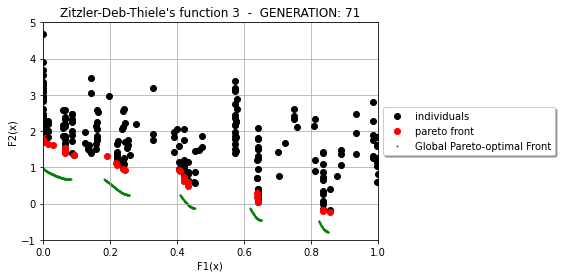 Zitzler-Deb-Thiele's function 3 - GENERATION: 71
5
4
3
2
1
0
−1
F2(x)
0.0 0.2 0.4 0.6 0.8 1.0
F1(x)
individuals
pareto front
Global Pareto-optimal Front